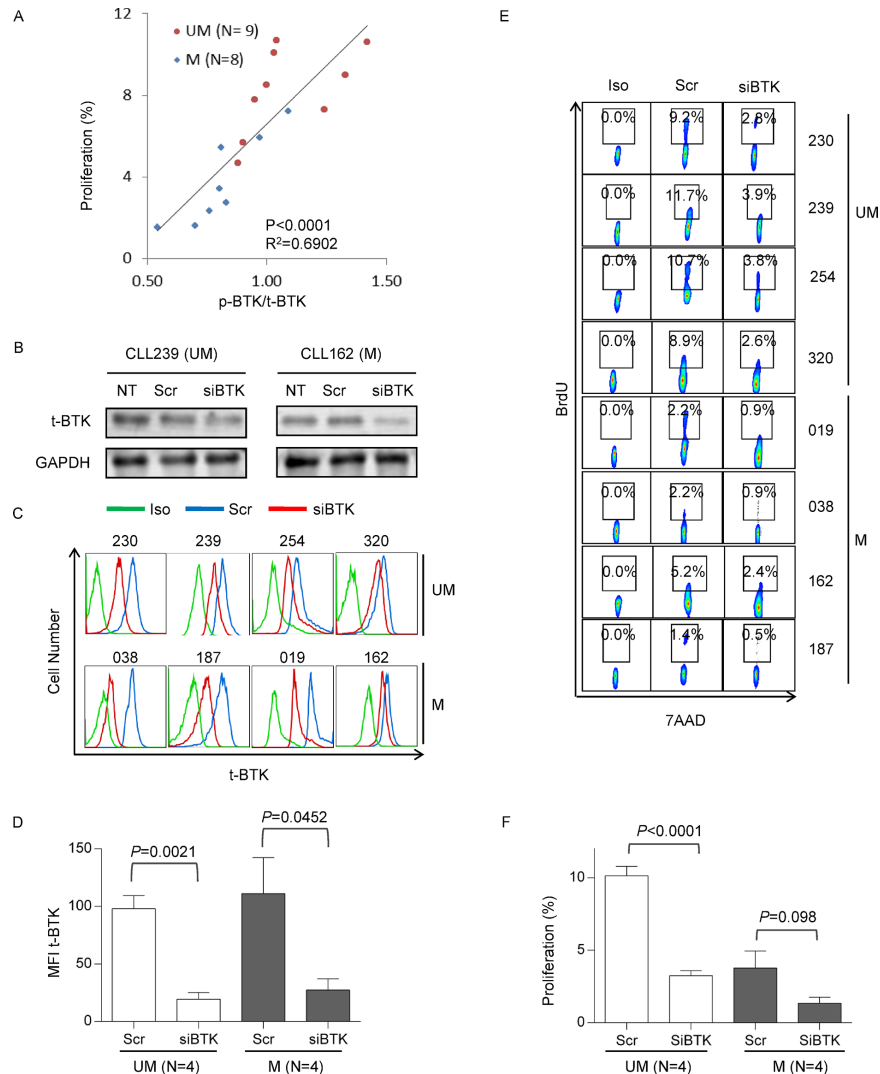 A
12
UM (N= 9)
M (N=8)
8
4
0
Proliferation (%)
P<0.0001
R²=0.6902
0.50 1.00 1.50
p-BTK/t-BTK
B
CLL239 (UM) CLL162 (M)
NT Scr siBTK NT Scr siBTK
t-BTK
GAPDH
C
Iso Scr siBTK
230 239 254 320
UM
038 187 019 162
M
Cell Number
t-BTK
D
P=0.0021
P=0.0452
150
100
50
0
MFI t-BTK
Scr siBTK Scr siBTK
UM (N=4) M (N=4)
E
Iso Scr siBTK
0.0% 9.2% 2.8% 230
0.0% 11.7% 3.9% 239
0.0% 10.7% 3.8% 254
0.0% 8.9% 2.6% 320
UM
0.0% 2.2% 0.9% 019
0.0% 2.2% 0.9% 038
0.0% 5.2% 2.4% 162
0.0% 1.4% 0.5% 187
M
BrdU
7AAD
F
P<0.0001
P=0.098
10
5
0
Proliferation (%)
Scr SiBTK Scr SiBTK
UM (N=4) M (N=4)